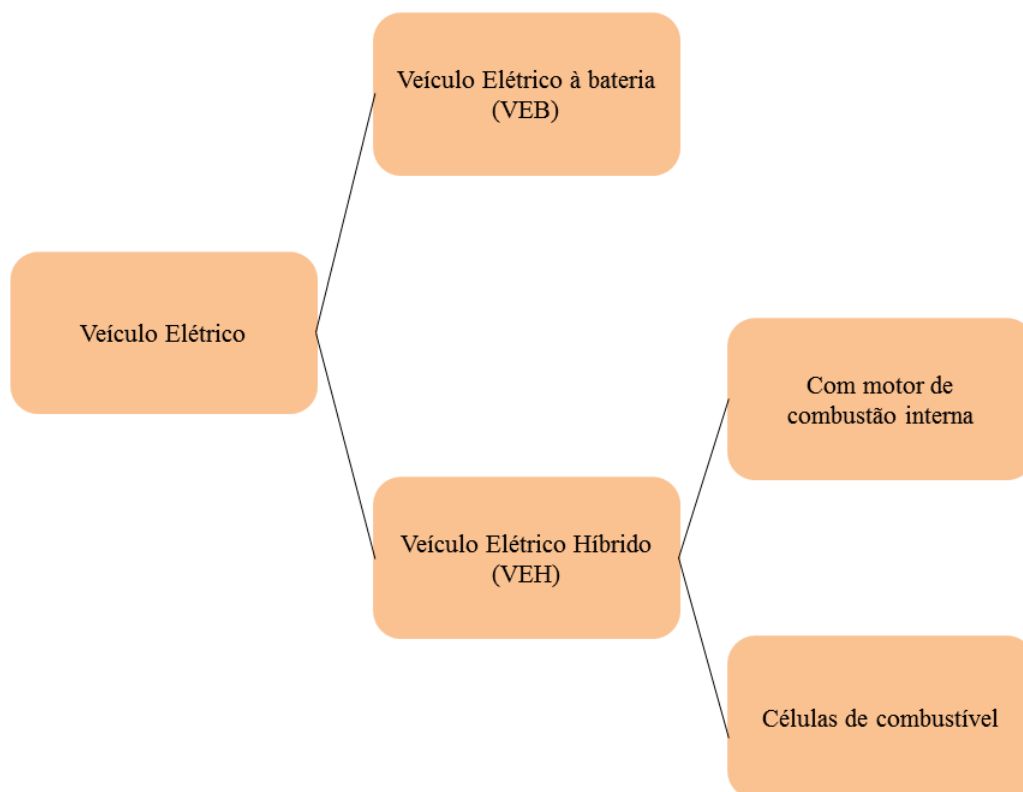 Veículo Elétrico à bateria
(VEB)
Veículo Elétrico
Com motor de
combustão interna
Veículo Elétrico Híbrido
(VEH)
Células de combustível